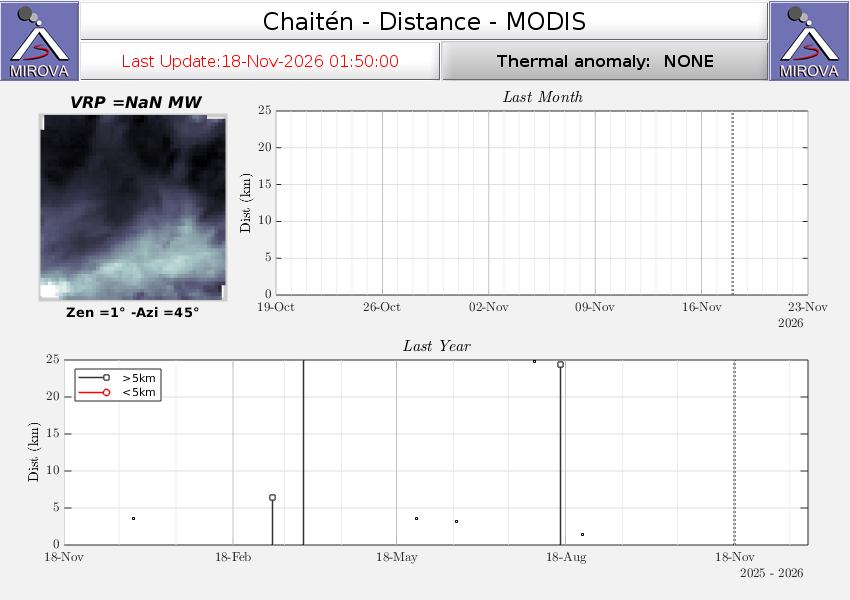 Chaitén - Distance - MODIS
MIROVA
Last Update:18-Nov-2026 01:50:00
Thermal anomaly: NONE
MIROVA
VRP =NaN MW
Zen =1° -Azi =45°
Last Month
Dist (km)
25
20
15
10
5
0
19-Oct 26-Oct 02-Nov 09-Nov 16-Nov 23-Nov
2026
Last Year
Dist (km)
25
20
15
10
5
0
>5km
<5km
18-Nov 18-Feb 18-May 18-Aug 18-Nov
2025 - 2026